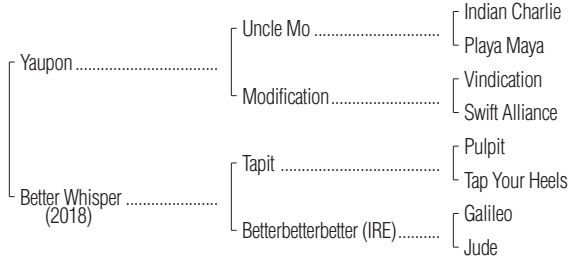 Indian Charlie
Uncle Mo ..............................
Playa Maya
Yaupon ..................................
Vindication
Modification..........................
Swift Alliance
Pulpit
Tapit ......................................
Tap Your Heels
Better Whisper ......................
(2018)
Galileo
Betterbetterbetter (IRE)..........
Jude